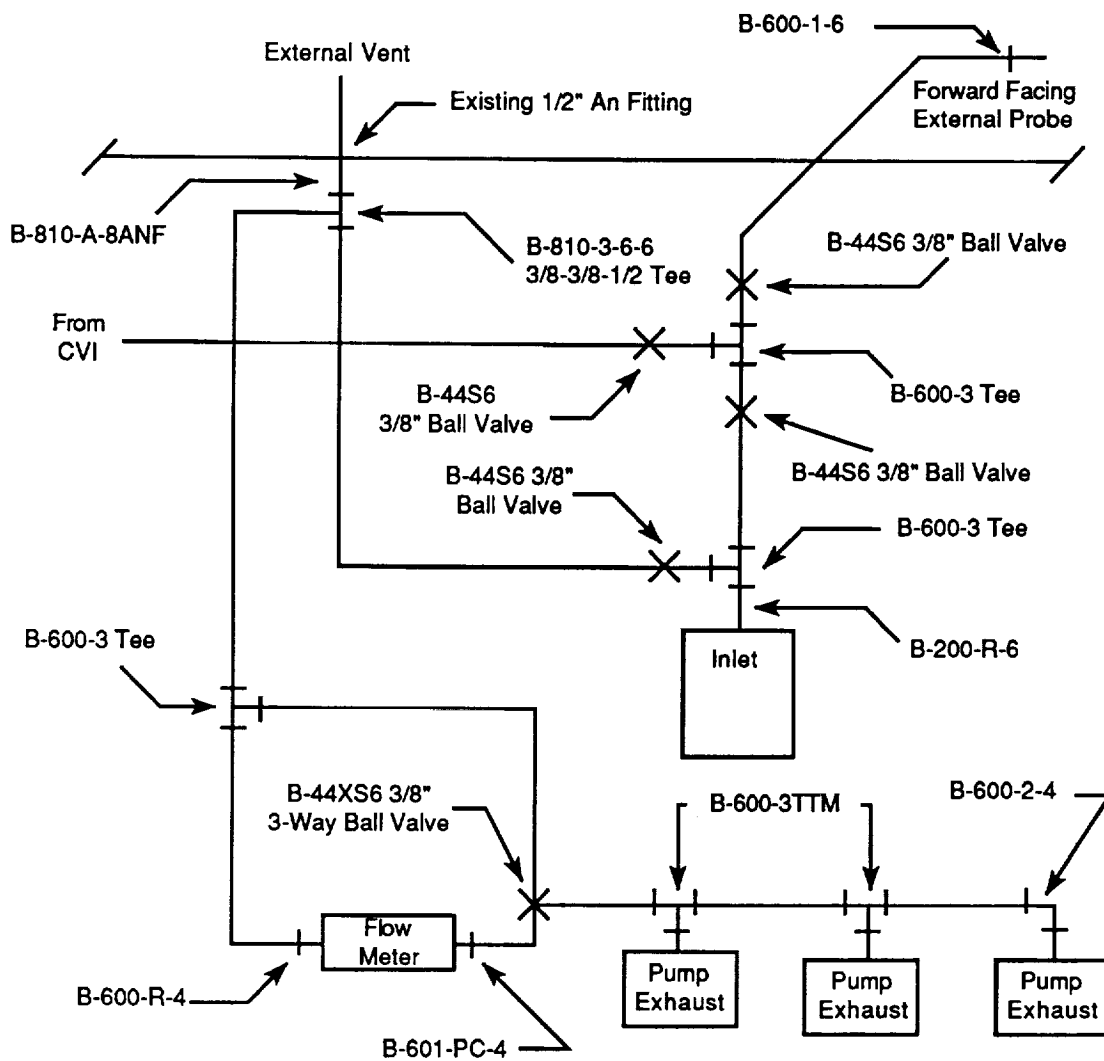 B-600-1-6
External Vent
Existing 1/2" An Fitting
Forward Facing
External Probe
B-810-A-8ANF
B-810-3-6-6
3/8-3/8-1/2 Tee
B-44S6 3/8" Ball Valve
From
CVI
B-44S6
3/8" Ball Valve
B-600-3 Tee
B-44S6 3/8"
Ball Valve
B-44S6 3/8" Ball Valve
B-600-3 Tee
B-600-3 Tee
Inlet
B-200-R-6
B-44XS6 3/8"
3-Way Ball Valve
B-600-3TTM
B-600-2-4
Flow
Meter
Pump
Exhaust
Pump
Exhaust
Pump
Exhaust
B-600-R-4
B-601-PC-4